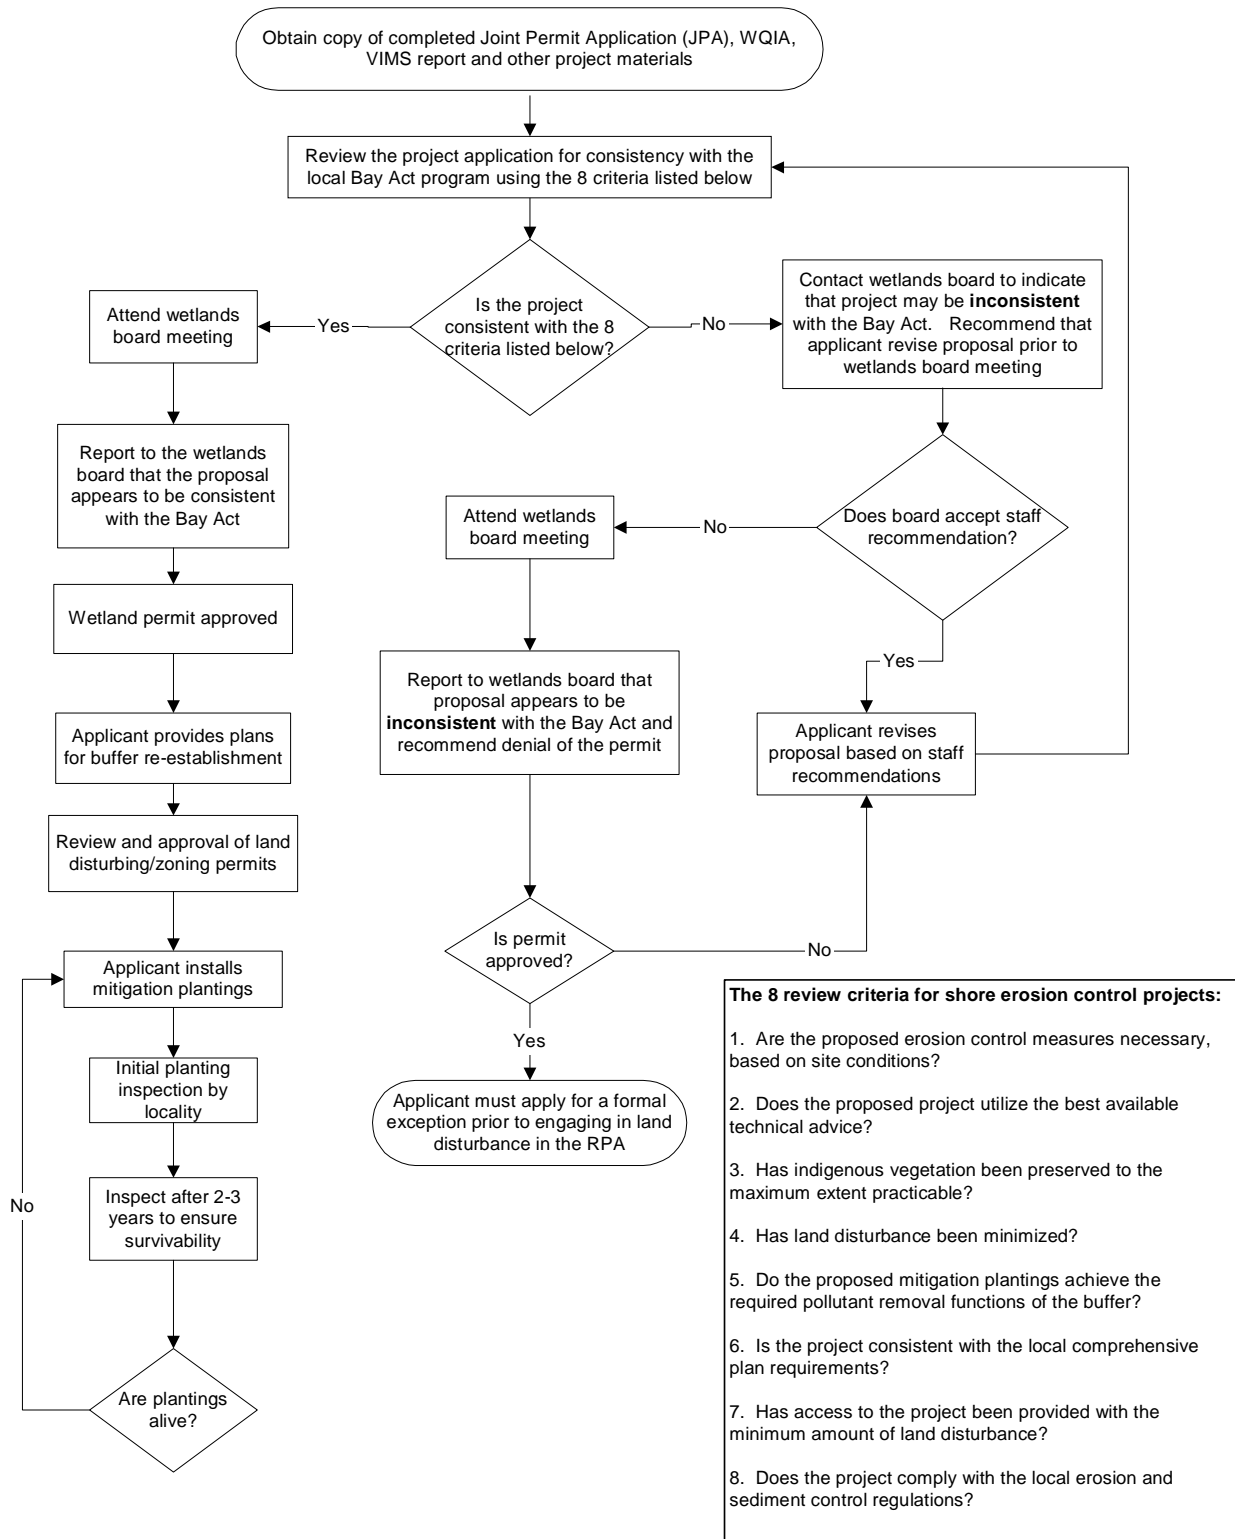 Obtain copy of completed Joint Permit Application (JPA), WQIA,
VIMS report and other project materials
Review the project application for consistency with the
local Bay Act program using the 8 criteria listed below
Is the project
consistent with the 8
criteria listed below?
Yes
No
Attend wetlands
board meeting
Contact wetlands board to indicate
that project may be inconsistent
with the Bay Act. Recommend that
applicant revise proposal prior to
wetlands board meeting
Report to the wetlands
board that the proposal
appears to be consistent
with the Bay Act
Does board accept staff
recommendation?
No
Yes
Attend wetlands
board meeting
Wetland permit approved
Report to wetlands board that
proposal appears to be
inconsistent with the Bay Act and
recommend denial of the permit
Applicant revises
proposal based on staff
recommendations
Applicant provides plans
for buffer re-establishment
Review and approval of land
disturbing/zoning permits
Is permit
approved?
No
Yes
Applicant must apply for a formal
exception prior to engaging in land
disturbance in the RPA
Applicant installs
mitigation plantings
Initial planting
inspection by
locality
Inspect after 2-3
years to ensure
survivability
No
Are plantings
alive?
The 8 review criteria for shore erosion control projects:
1. Are the proposed erosion control measures necessary,
based on site conditions?
2. Does the proposed project utilize the best available
technical advice?
3. Has indigenous vegetation been preserved to the
maximum extent practicable?
4. Has land disturbance been minimized?
5. Do the proposed mitigation plantings achieve the
required pollutant removal functions of the buffer?
6. Is the project consistent with the local comprehensive
plan requirements?
7. Has access to the project been provided with the
minimum amount of land disturbance?
8. Does the project comply with the local erosion and
sediment control regulations?